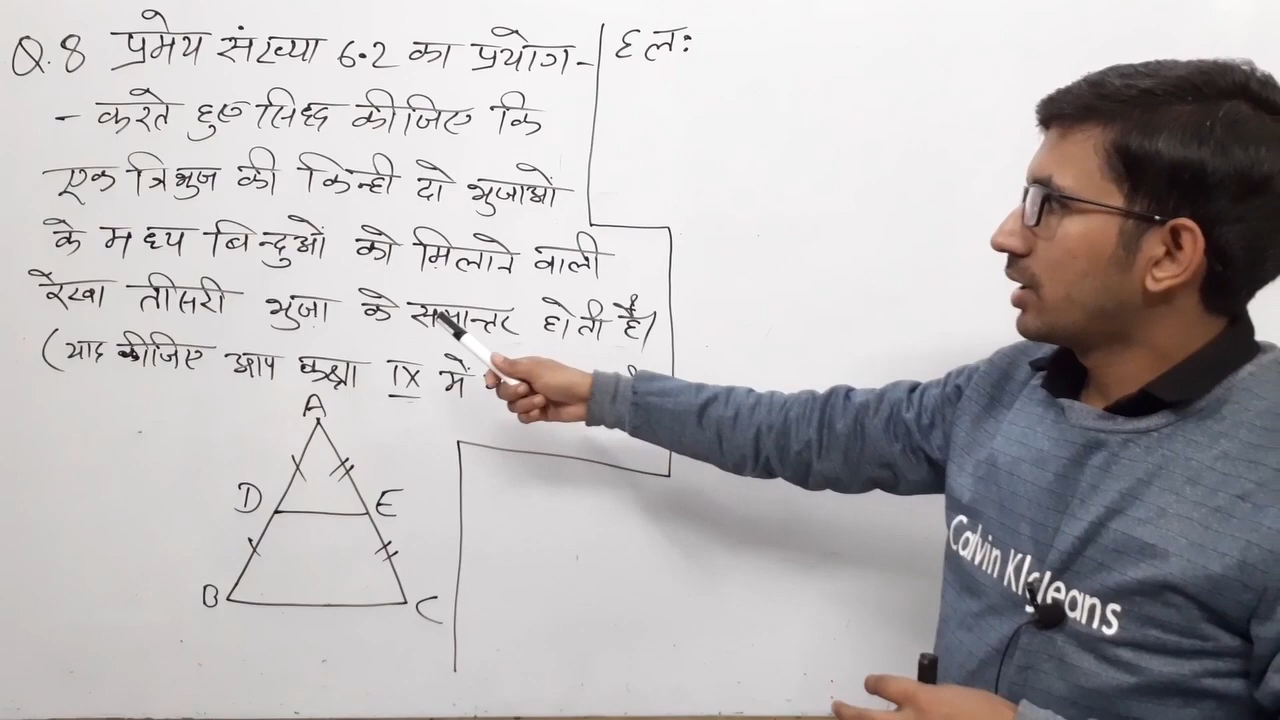 Q.8 प्रमेय संख्या 6.2 का प्रयोग-
- करते हुए सिद्ध कीजिए कि
एक त्रिभुज की किन्ही दो भुजाओं
के मध्य बिन्दुओं को मिलाने वाली
रेखा तीसरी भुजा के समान्तर होती है।
(याद कीजिए आप कक्षा IX में
हल:
A
D E
B C
Calvin Klein Jeans